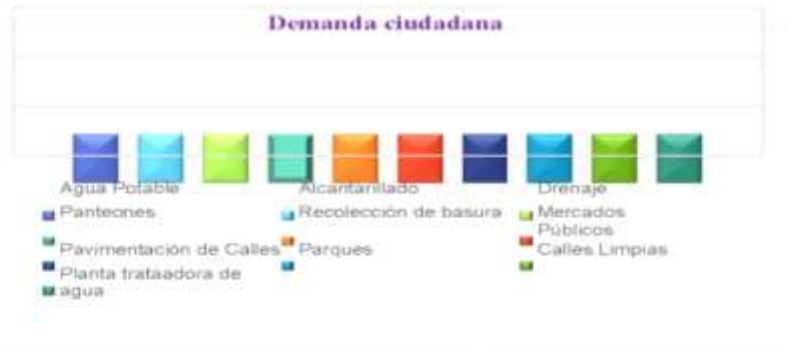 Demanda ciudadana
Agua Potable
Alcantarillado
Drenaje
Panteones
Recolección de basura
Mercados
Públicos
Pavimentación de Calles
Parques
Calles Limpias
Planta trataadora de
agua